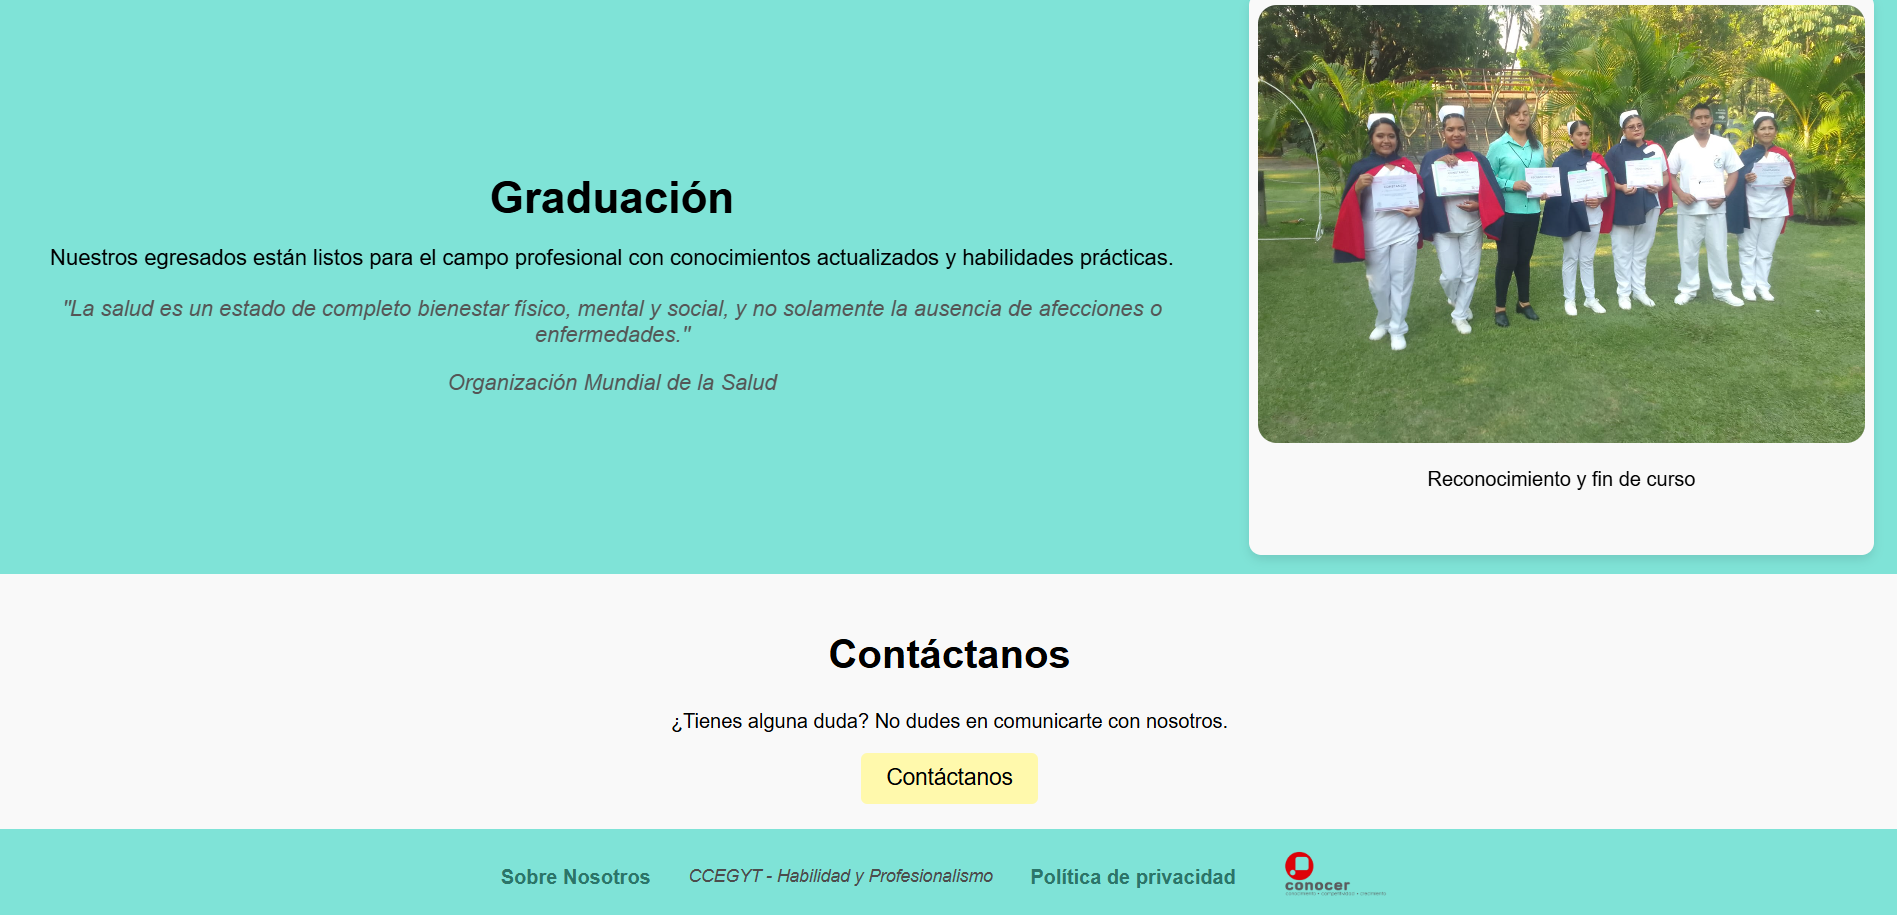 Graduación
Nuestros egresados están listos para el campo profesional con conocimientos actualizados y habilidades prácticas.
"La salud es un estado de completo bienestar físico, mental y social, y no solamente la ausencia de afecciones o
enfermedades."
Organización Mundial de la Salud
Reconocimiento y fin de curso
Contáctanos
¿Tienes alguna duda? No dudes en comunicarte con nosotros.
Contáctanos
Sobre Nosotros
CCEGYT - Habilidad y Profesionalismo
Política de privacidad
conocer